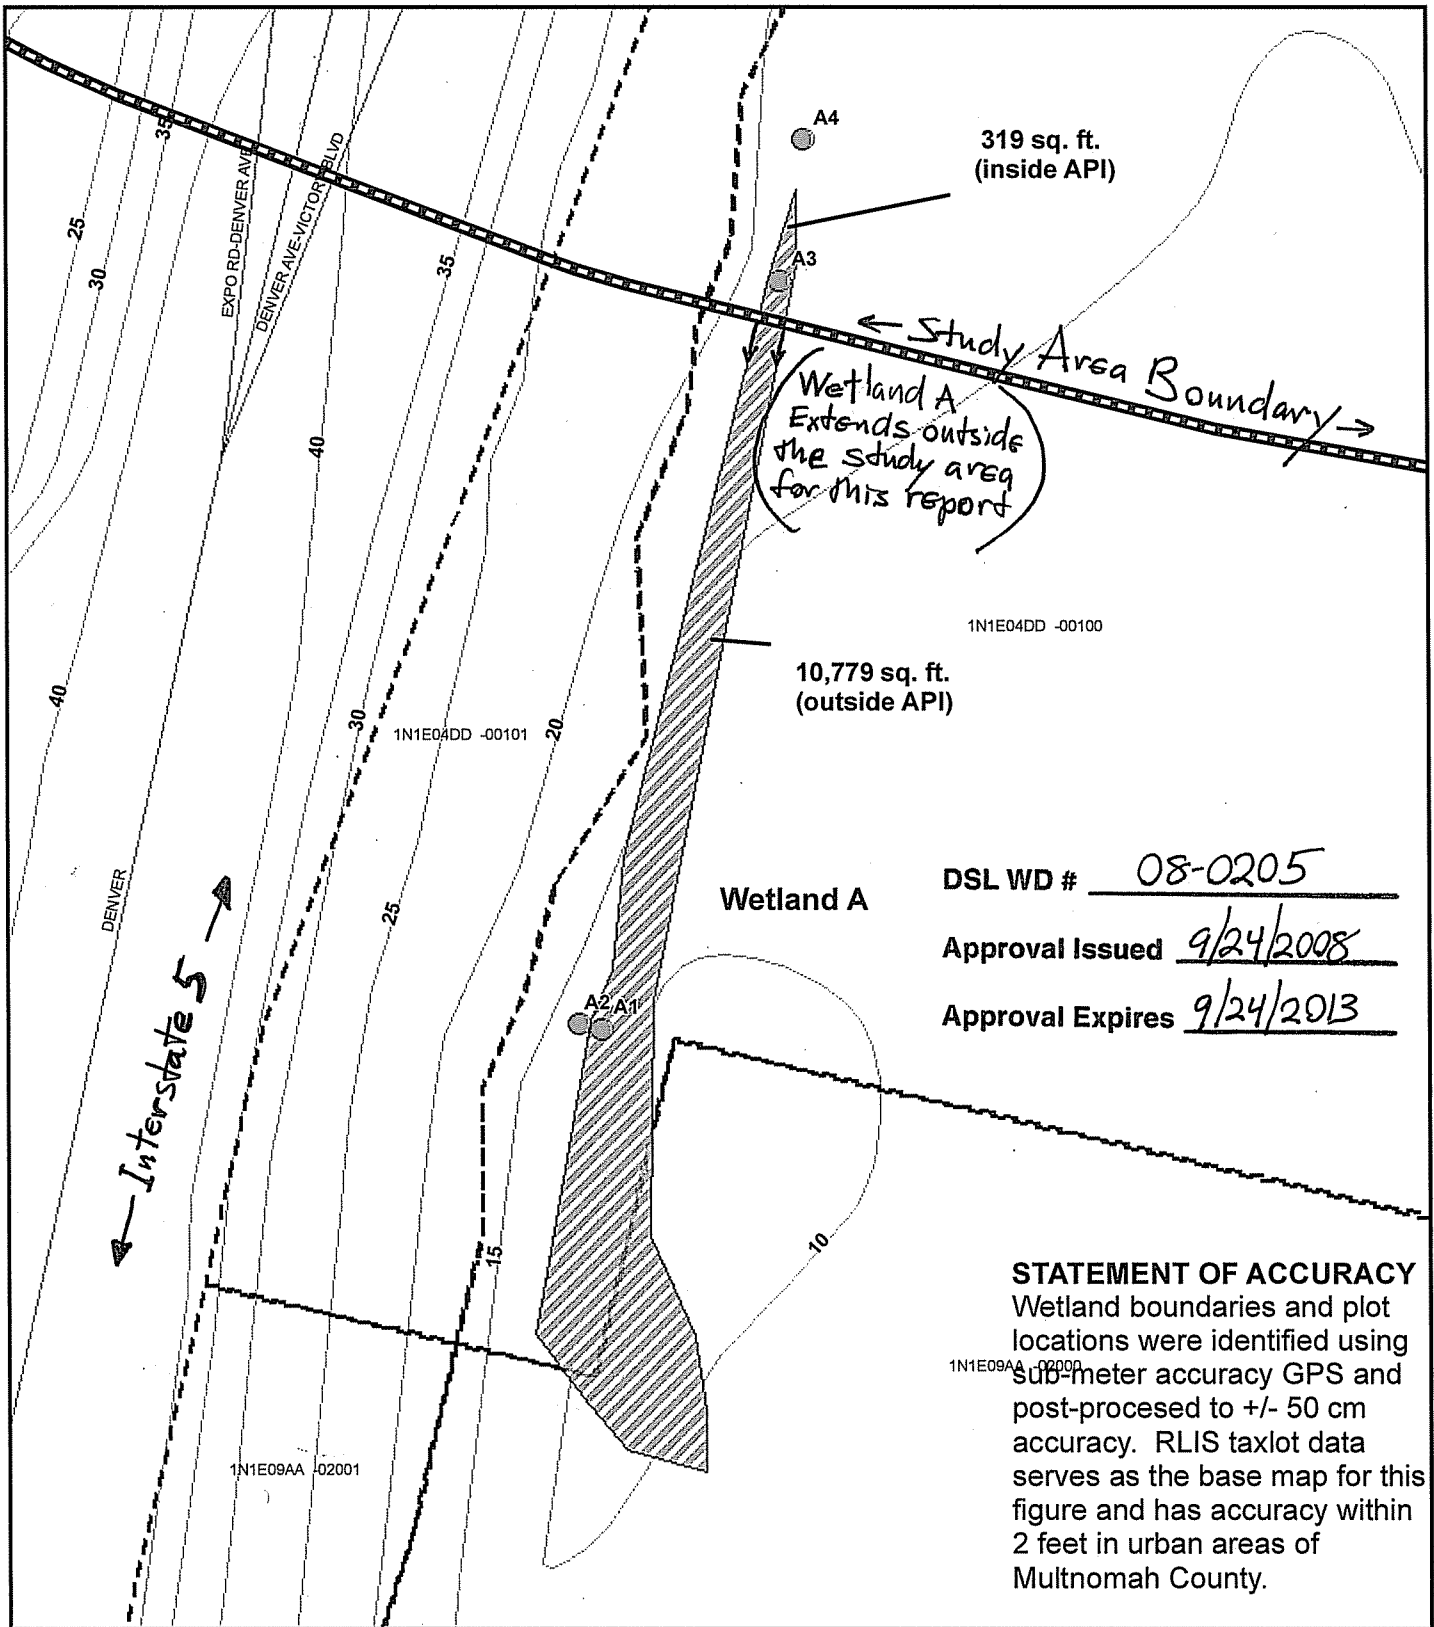 A4
319 sq. ft.
(inside API)
35
25
EXPO RD-DENVER AVE
DENVER AVE-VICTORY BLVD
30
35
A3
← Study Area Boundary →
Wetland A
Extends outside
the study area
for this report
40
1N1E04DD -00100
10,779 sq. ft.
(outside API)
40
30
1N1E04DD -00101
20
DENVER
25
Wetland A
DSL WD # 08-0205
Approval Issued 9/24/2008
Approval Expires 9/24/2013
← Interstate 5 →
A2 A1
15
10
STATEMENT OF ACCURACY
Wetland boundaries and plot
locations were identified using
1N1E09AA -02000
sub-meter accuracy GPS and
post-procesed to +/- 50 cm
accuracy. RLIS taxlot data
serves as the base map for this
figure and has accuracy within
2 feet in urban areas of
Multnomah County.
1N1E09AA -02001